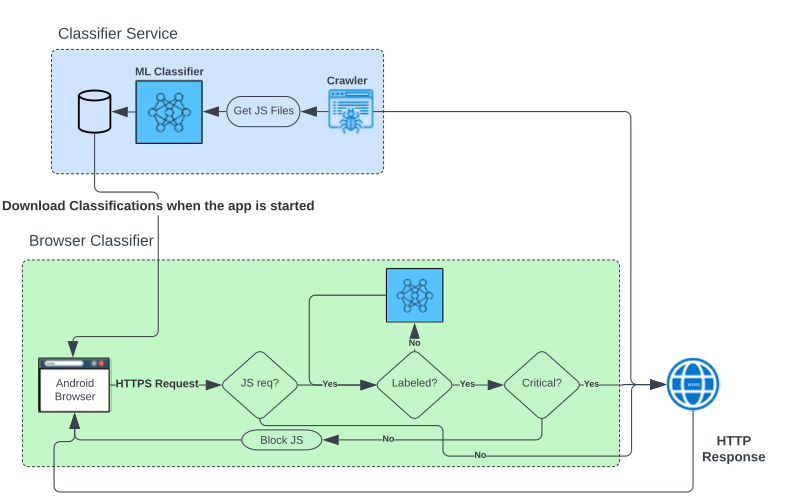 Classifier Service
ML Classifier
Crawler
Get JS Files
Download Classifications when the app is started
Browser Classifier
No
Android
Browser
HTTPS Request
JS req?
Yes
Labeled?
Yes
Critical?
Yes
www
Block JS
No
No
HTTP
Response